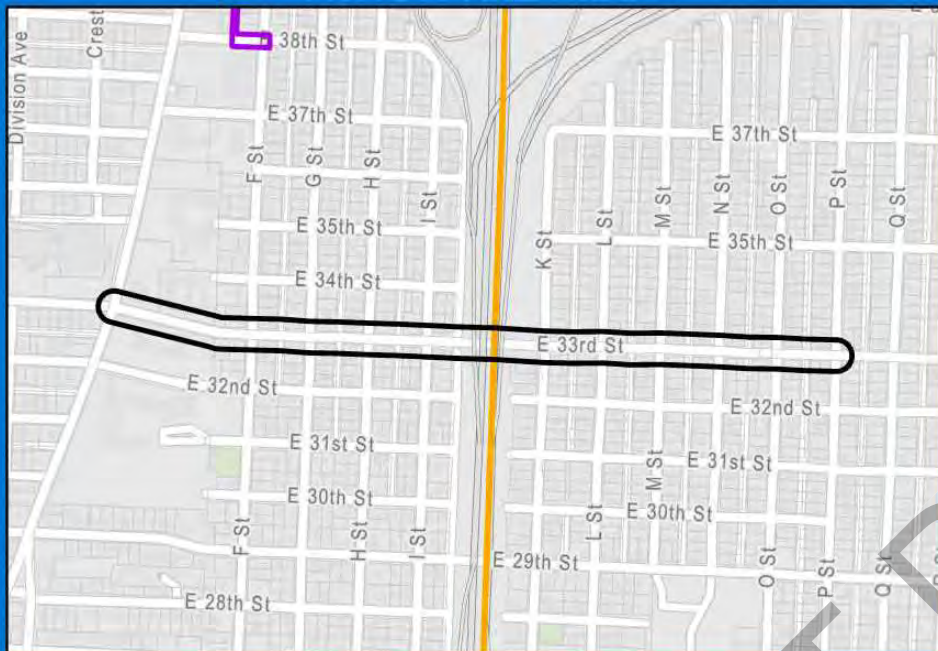 38th St
Crest
Division Ave
E 37th St
E 37th St
F St
G St
H St
I St
K St
L St
M St
N St
O St
P St
Q St
E 35th St
E 35th St
E 34th St
E 33rd St
E 32nd St
E 32nd St
E 31st St
E 31st St
M St
E 30th St
E 30th St
F St
H St
I St
L St
E 29th St
O St
P St
Q St
E 28th St